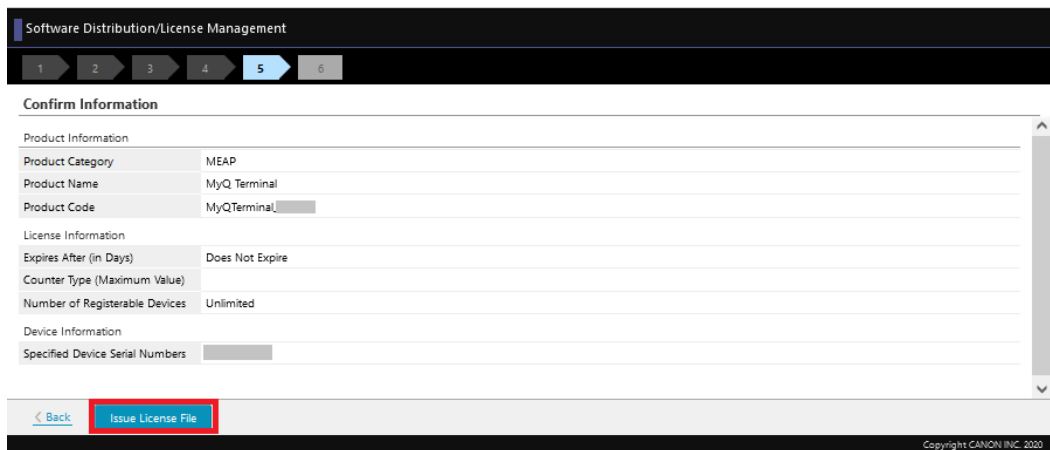 Software Distribution/License Management
1 2 3 4 5 6
Confirm Information
Product Information
Product Category MEAP
Product Name MyQ Terminal
Product Code MyQTerminal_
License Information
Expires After (in Days) Does Not Expire
Counter Type (Maximum Value)
Number of Registerable Devices Unlimited
Device Information
Specified Device Serial Numbers
< Back Issue License File
Copyright CANON INC. 2020